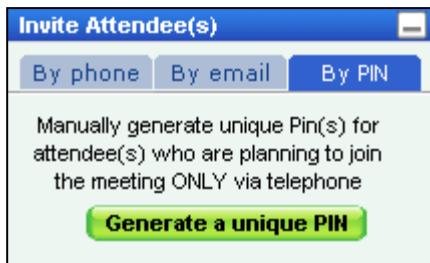 Invite Attendee(s)
By phone By email By PIN
Manually generate unique Pin(s) for
attendee(s) who are planning to join
the meeting ONLY via telephone
Generate a unique PIN